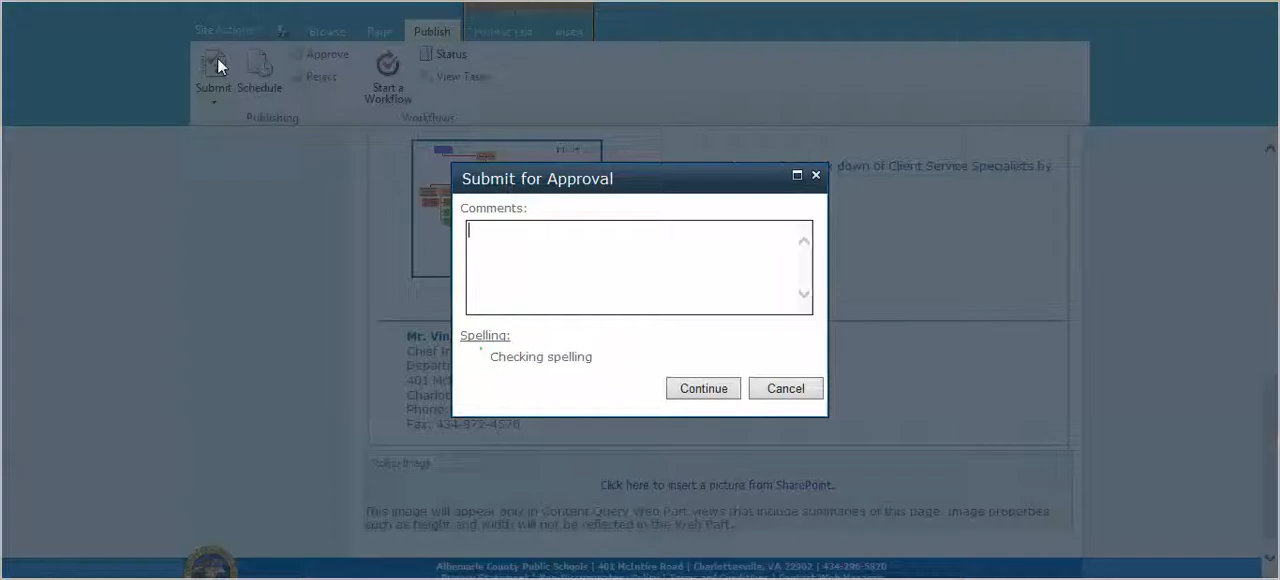 Site Actions
Browse
Page
Publish
Format Text
Insert
Submit
Schedule
Approve
Reject
Start a
Workflow
Status
View Tasks
Publishing
Workflows
down of Client Service Specialists by
Submit for Approval
Comments:
Spelling:
Checking spelling
Continue
Cancel
Mr. Vin
Chief In
Depart
401 McI
Charlot
Phone:
Fax: 434-972-4576
Rollup Image
Click here to insert a picture from SharePoint.
This image will appear only in Content Query Web Part views that include summaries of this page. Image properties
such as height and width will not be reflected in the Web Part.
Albemarle County Public Schools | 401 McIntire Road | Charlottesville, VA 22902 | 434-296-5820